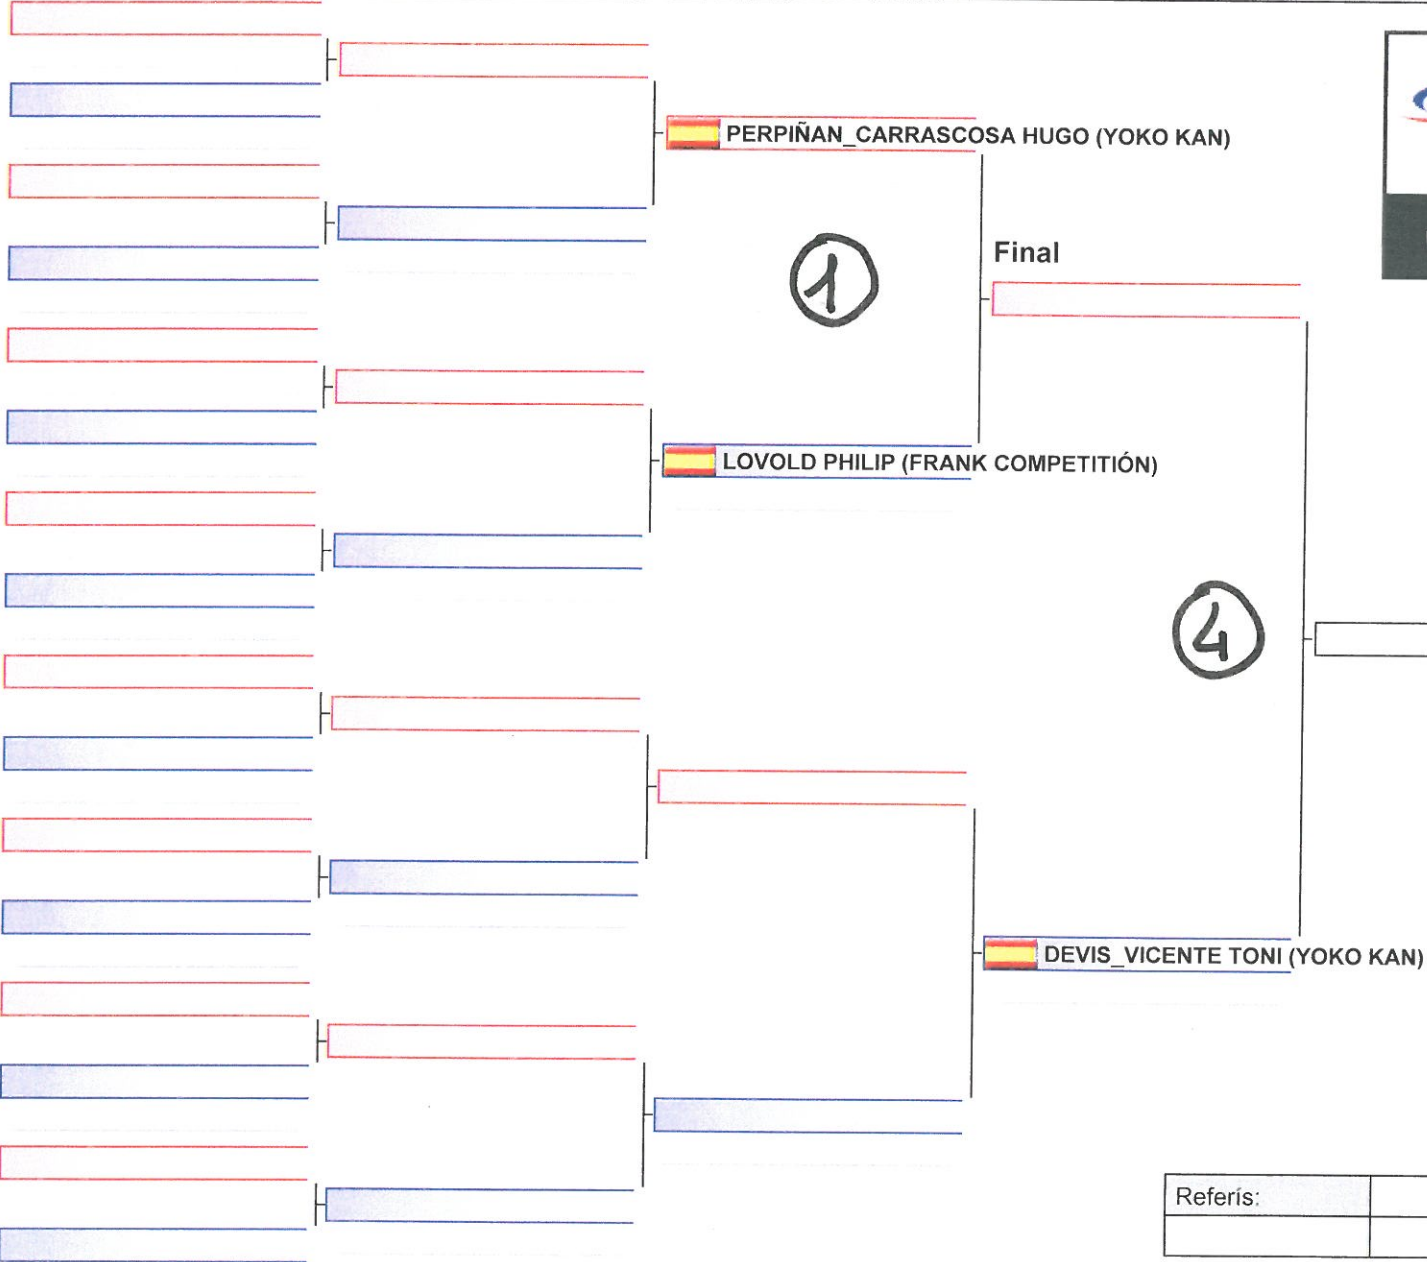 PERPIÑAN_CARRASCOSA HUGO (YOKO KAN)
1
Final
LOVOLD PHILIP (FRANK COMPETITIÓN)
4
DEVIS_VICENTE TONI (YOKO KAN)
Referís: